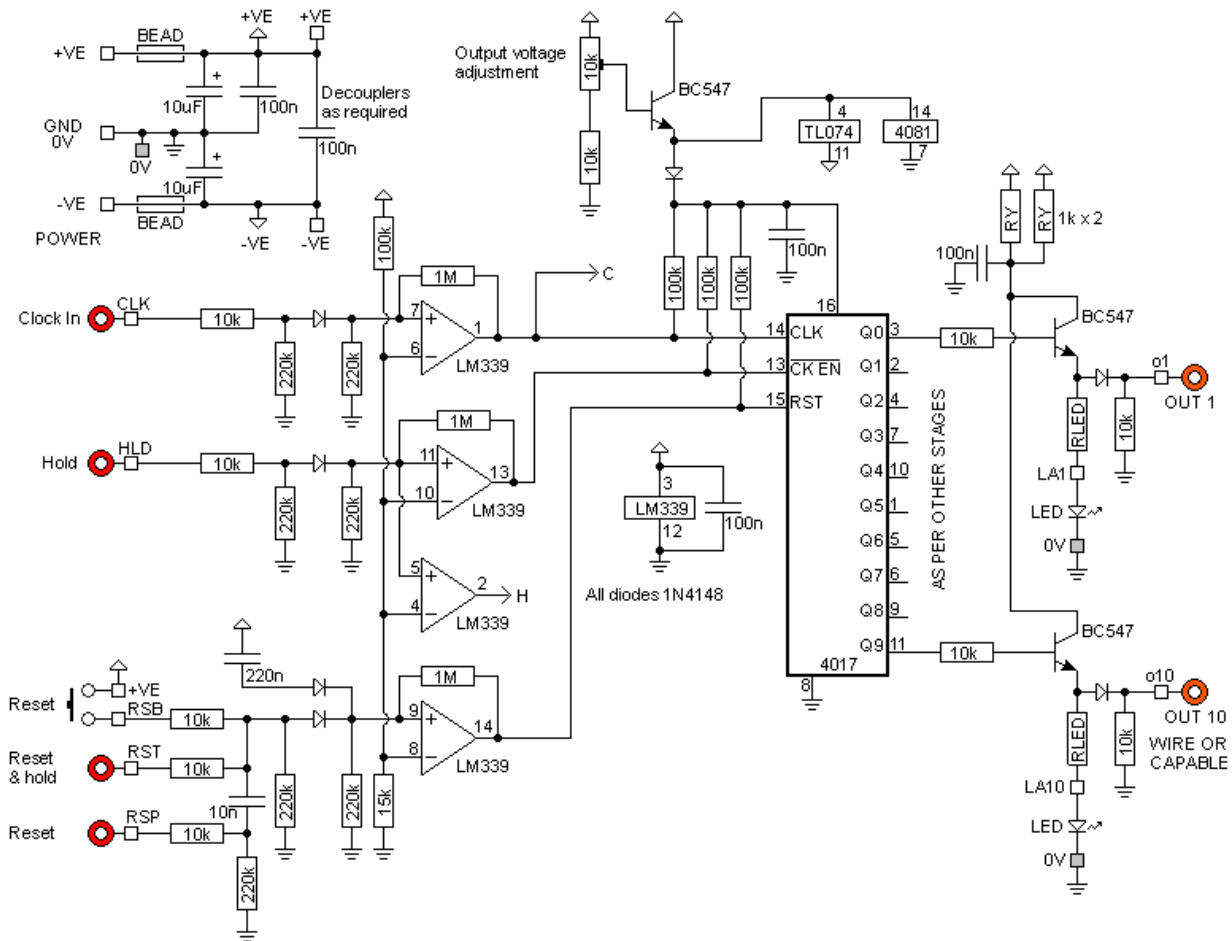 +VE
BEAD
+VE
+VE
10uF
+
100n
Decouplers
as required
100n
GND
0V
0V
10uF
+
-VE
BEAD
-VE
-VE
POWER
Output voltage
adjustment
10k
10k
BC547
4
TL074
11
14
4081
7
100k
100k
100k
100n
16
RY
RY
1k x 2
100n
Clock In
CLK
10k
220k
220k
100k
1M
7
+
6
−
1
LM339
C
Hold
HLD
10k
220k
220k
1M
11
+
10
−
13
LM339
5
+
4
−
2
LM339
H
220n
Reset
+VE
RSB
10k
Reset
& hold
RST
10k
10n
Reset
RSP
10k
220k
220k
220k
15k
1M
9
+
8
−
14
LM339
3
LM339
12
100n
All diodes 1N4148
14
CLK
13
CK EN
15
RST
Q0
3
Q1
2
Q2
4
Q3
7
Q4
10
Q5
1
Q6
5
Q7
6
Q8
9
Q9
11
4017
8
AS PER OTHER STAGES
10k
BC547
o1
OUT 1
RLED
10k
LA1
LED
0V
10k
BC547
o10
OUT 10
WIRE OR
CAPABLE
RLED
10k
LA10
LED
0V